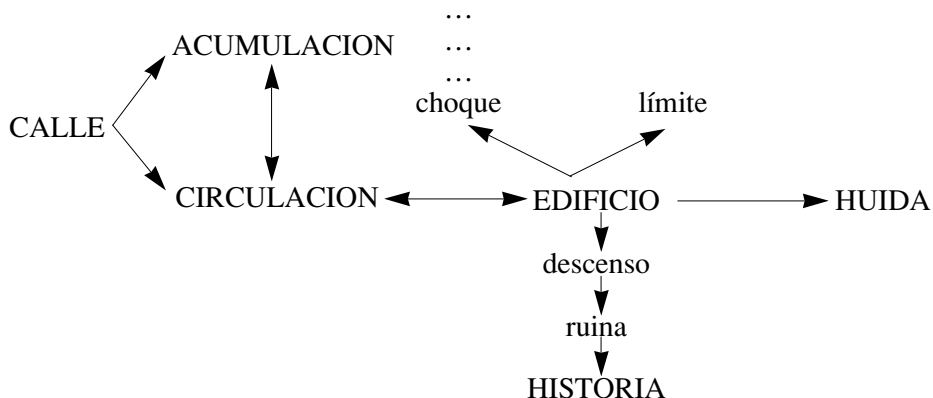 …
ACUMULACION
…
…
choque
límite
CALLE
CIRCULACION
EDIFICIO
HUIDA
descenso
ruina
HISTORIA